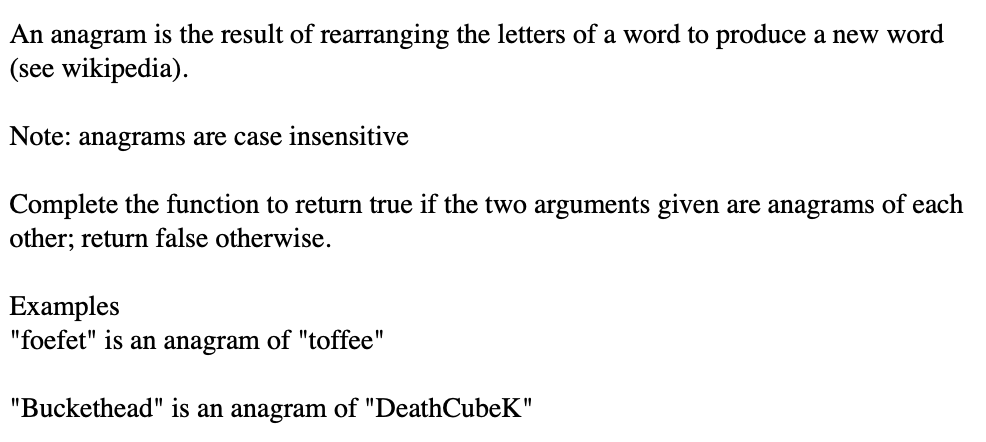 An anagram is the result of rearranging the letters of a word to produce a new word
(see wikipedia).
Note: anagrams are case insensitive
Complete the function to return true if the two arguments given are anagrams of each
other; return false otherwise.
Examples
"foefet" is an anagram of "toffee"
"Buckethead" is an anagram of "DeathCubeK"